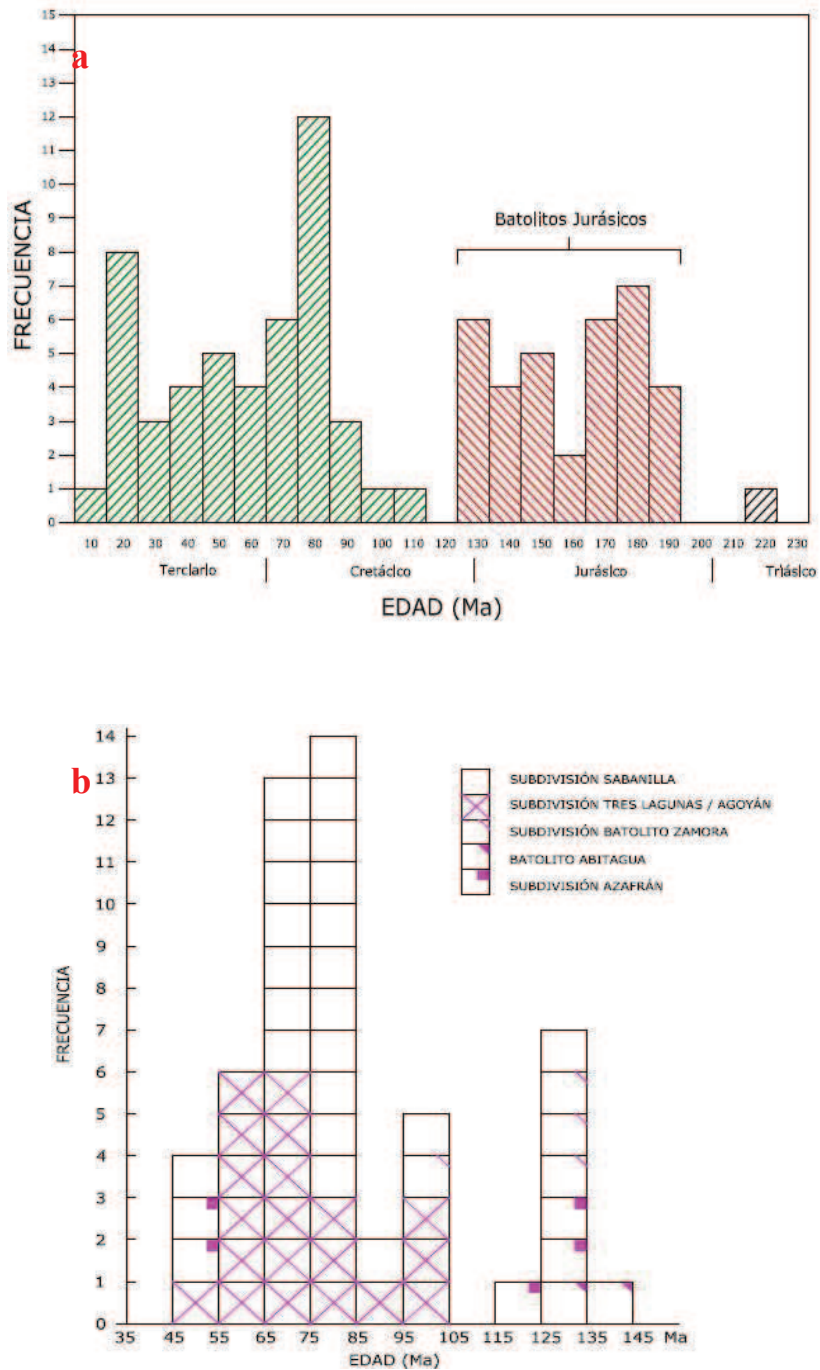 a
15
14
13
12
11
10
9
8
7
6
5
4
3
2
1
0
FRECUENCIA
Batolitos Jurásicos
10 20 30 40 50 60 70 80 90 100 110 120 130 140 150 160 170 180 190 200 210 220 230
Terciario Cretácico Jurásico Triásico
EDAD (Ma)
b
14
13
12
11
10
9
8
7
6
5
4
3
2
1
0
FRECUENCIA
SUBDIVISIÓN SABANILLA
SUBDIVISIÓN TRES LAGUNAS / AGOYÁN
SUBDIVISIÓN BATOLITO ZAMORA
BATOLITO ABITAGUA
SUBDIVISIÓN AZAFRÁN
35 45 55 65 75 85 95 105 115 125 135 145 Ma
EDAD (Ma)